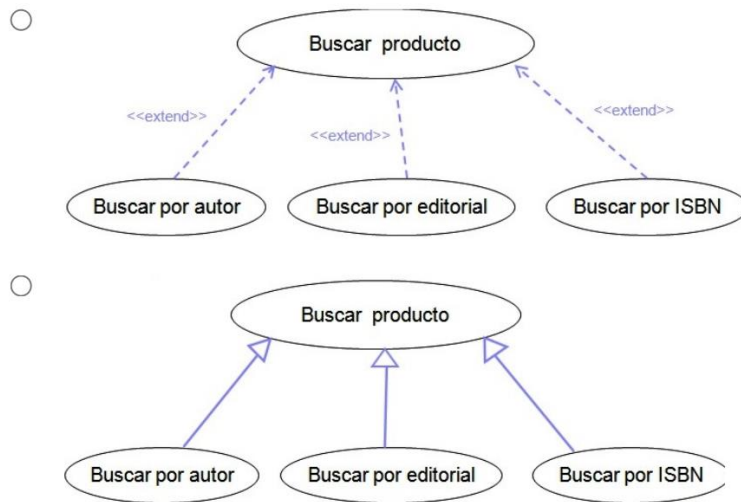 Buscar producto
<<extend>>
<<extend>>
<<extend>>
Buscar por autor
Buscar por editorial
Buscar por ISBN
Buscar producto
Buscar por autor
Buscar por editorial
Buscar por ISBN